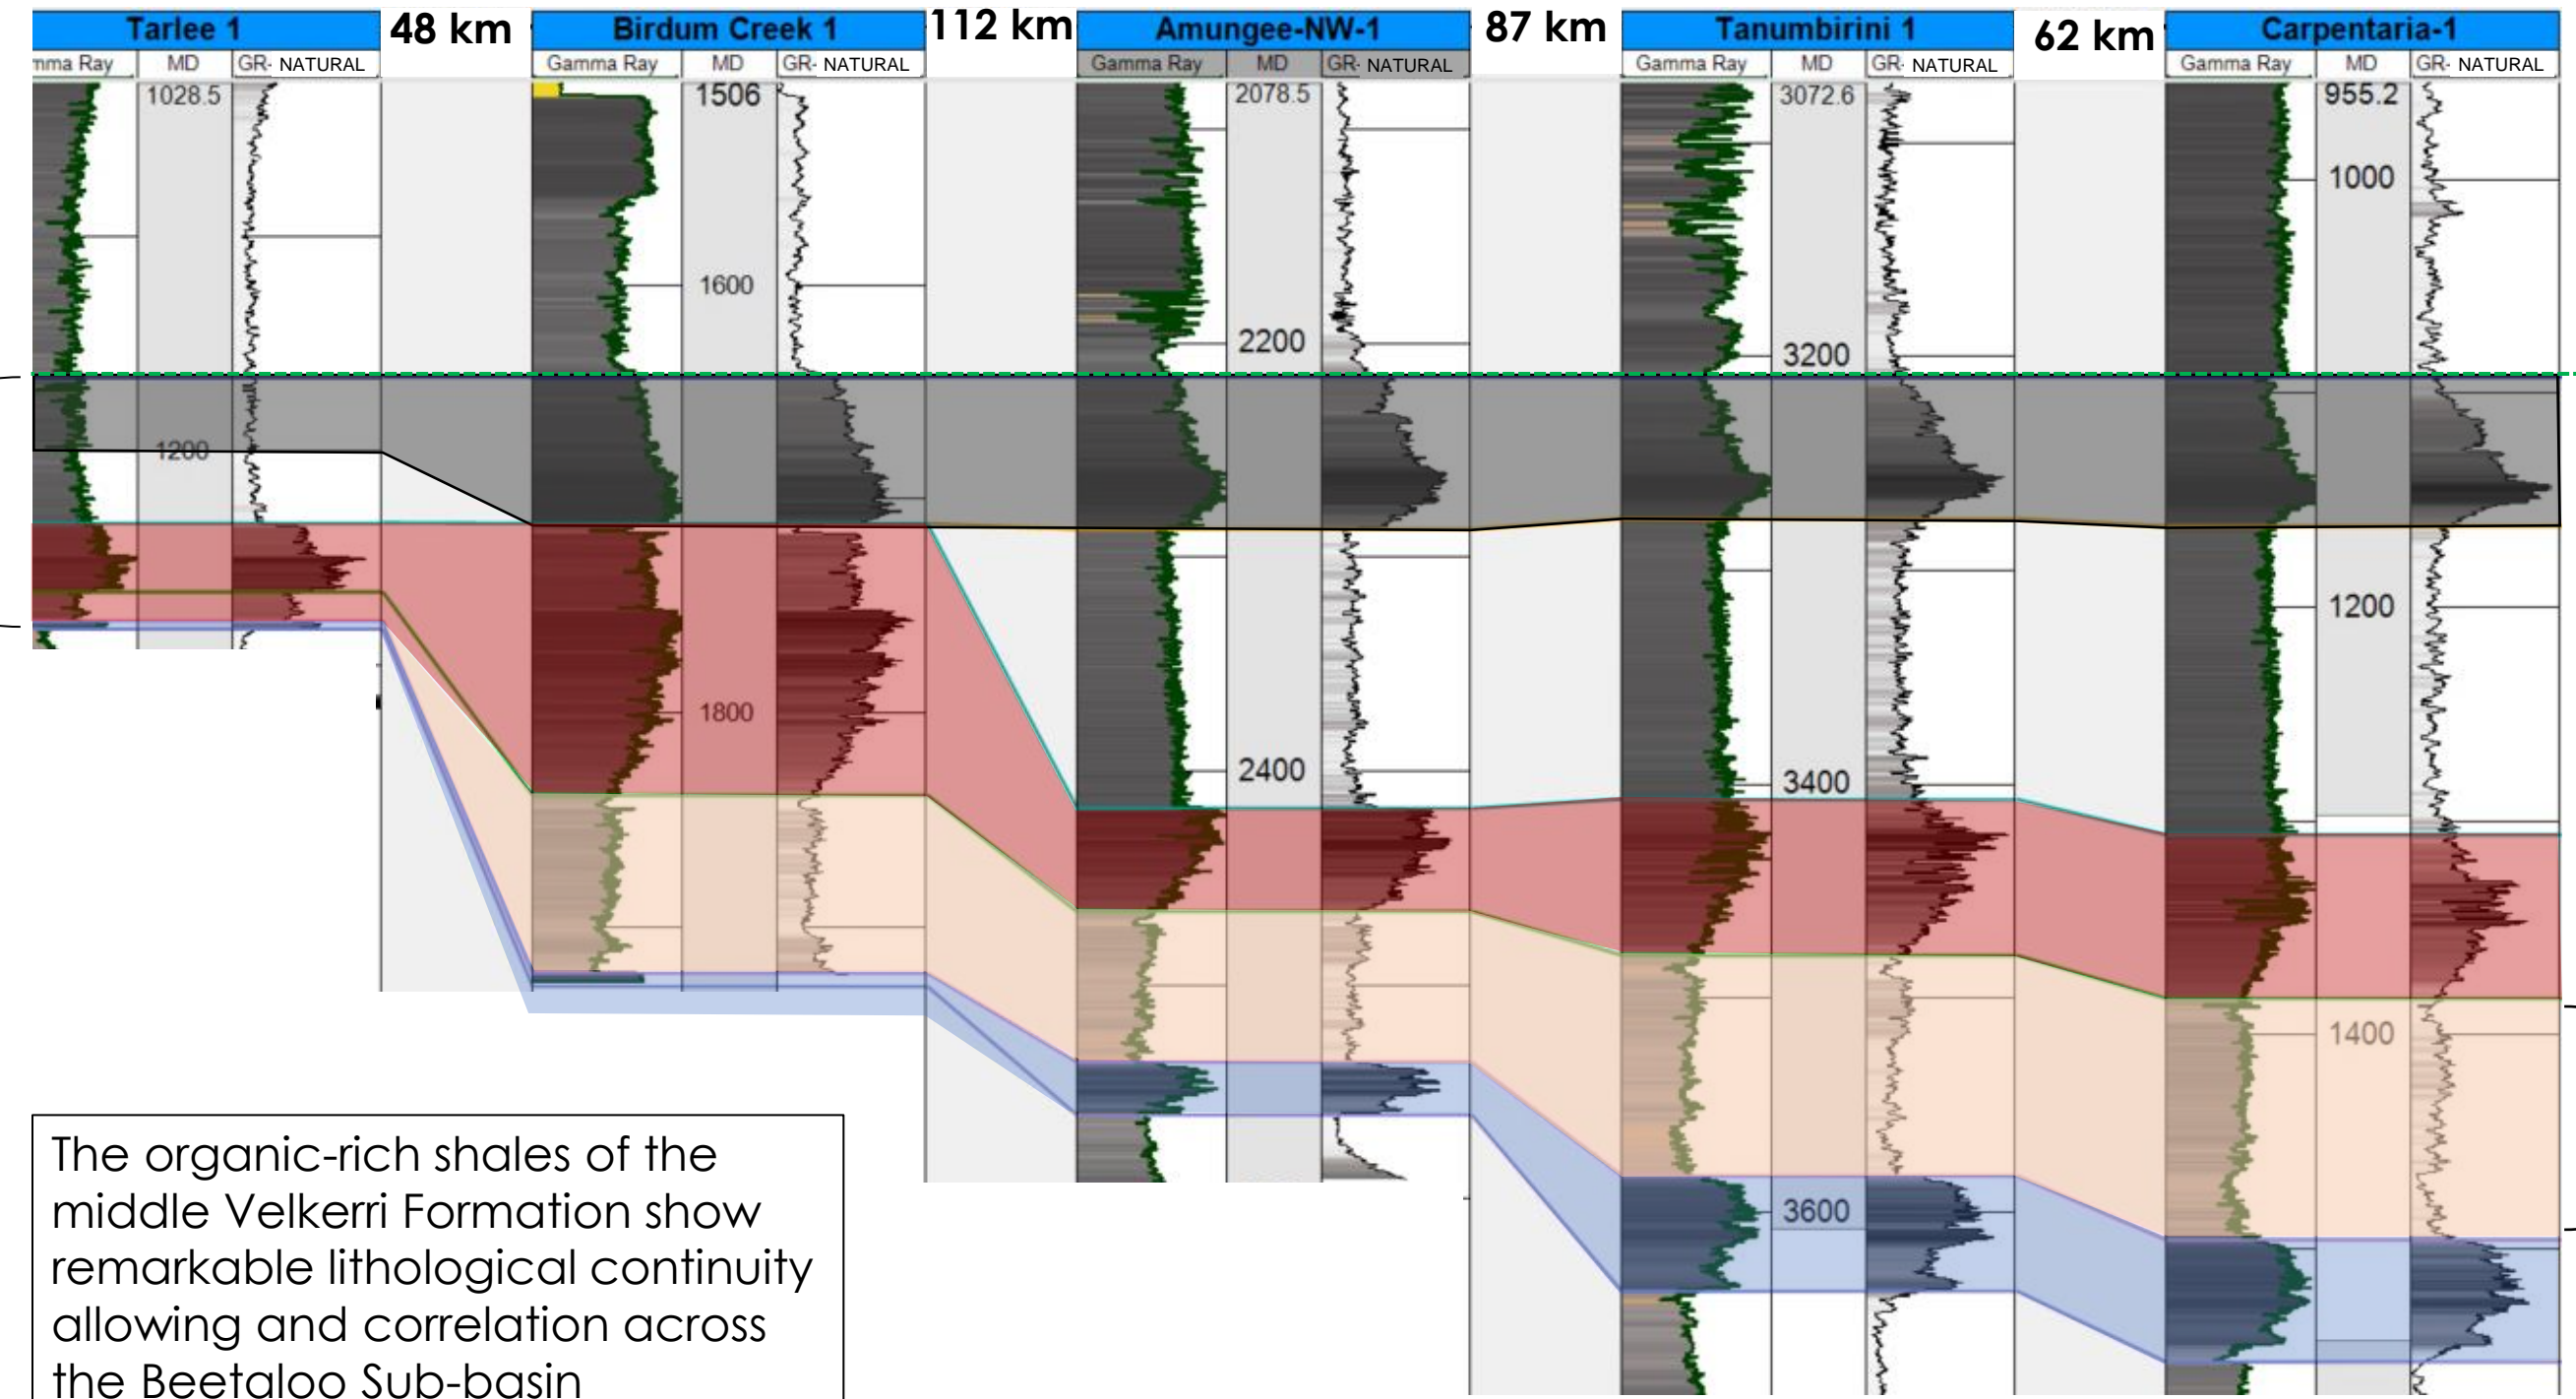 Tarlee 1 48 km Birdum Creek 1 112 km Amungee-NW-1 87 km Tanumbirini 1 62 km Carpentaria-1
mma Ray MD GR- NATURAL Gamma Ray MD GR- NATURAL Gamma Ray MD GR- NATURAL Gamma Ray MD GR- NATURAL Gamma Ray MD GR- NATURAL
1028.5 1506 2078.5 3072.6 955.2
1000
1600
2200 3200
1200
1200
1800
2400 3400
1400
3600
The organic-rich shales of the
middle Velkerri Formation show
remarkable lithological continuity
allowing and correlation across
the Beetaloo Sub-basin